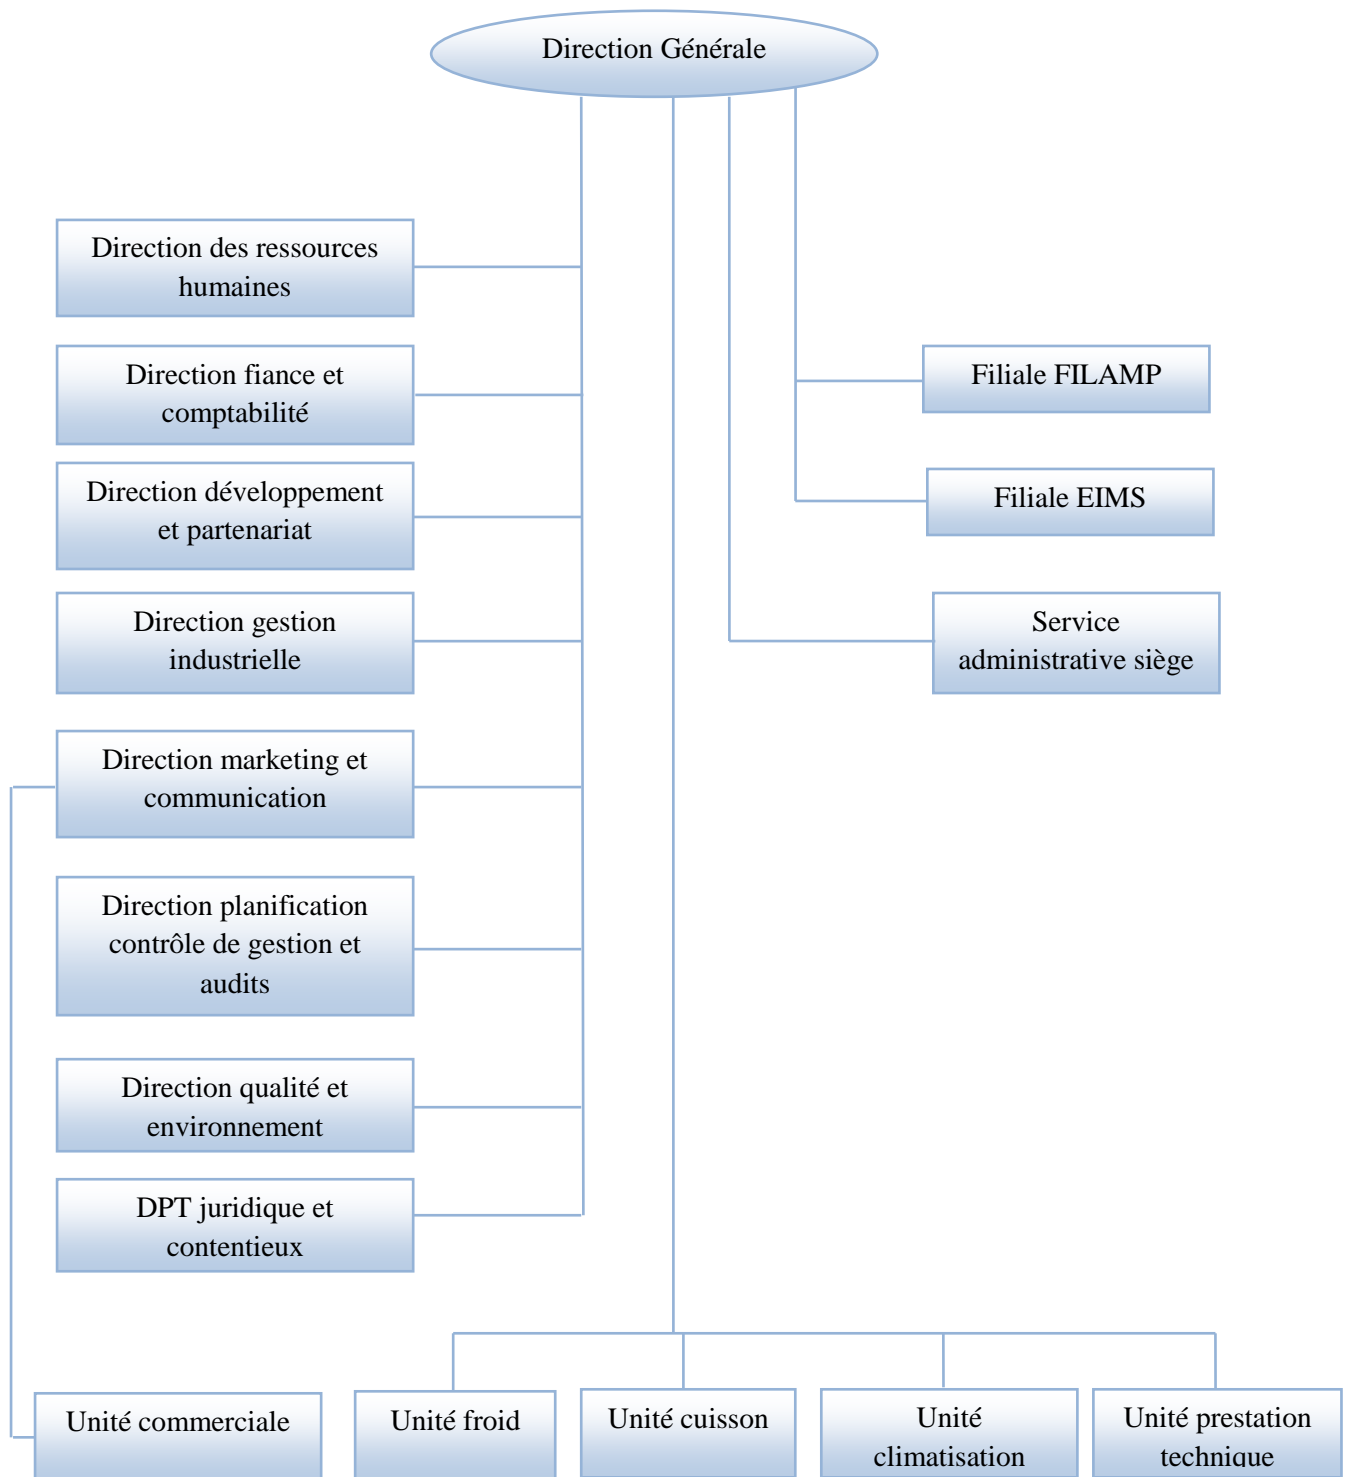 Direction Générale
Direction des ressources
humaines
Direction fiance et
comptabilité
Direction développement
et partenariat
Direction gestion
industrielle
Direction marketing et
communication
Direction planification
contrôle de gestion et
audits
Direction qualité et
environnement
DPT juridique et
contentieux
Filiale FILAMP
Filiale EIMS
Service
administrative siège
Unité commerciale
Unité froid
Unité cuisson
Unité
climatisation
Unité prestation
technique